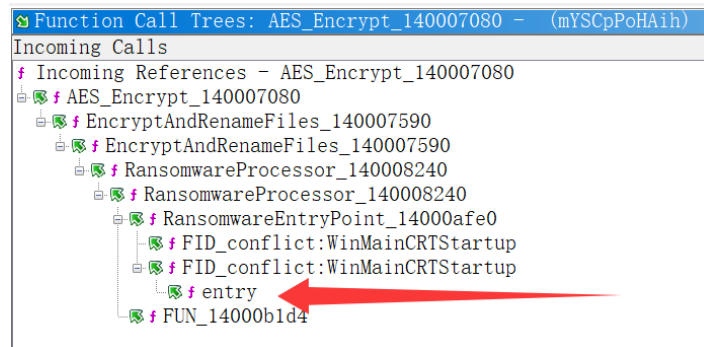 Function Call Trees: AES_Encrypt_140007080 - (mYSCpPoHAih)
Incoming Calls
f Incoming References - AES_Encrypt_140007080
f AES_Encrypt_140007080
f EncryptAndRenameFiles_140007590
f EncryptAndRenameFiles_140007590
f RansomwareProcessor_140008240
f RansomwareProcessor_140008240
f RansomwareEntryPoint_14000afe0
f FID_conflict:WinMainCRTStartup
f FID_conflict:WinMainCRTStartup
f entry
f FUN_14000b1d4